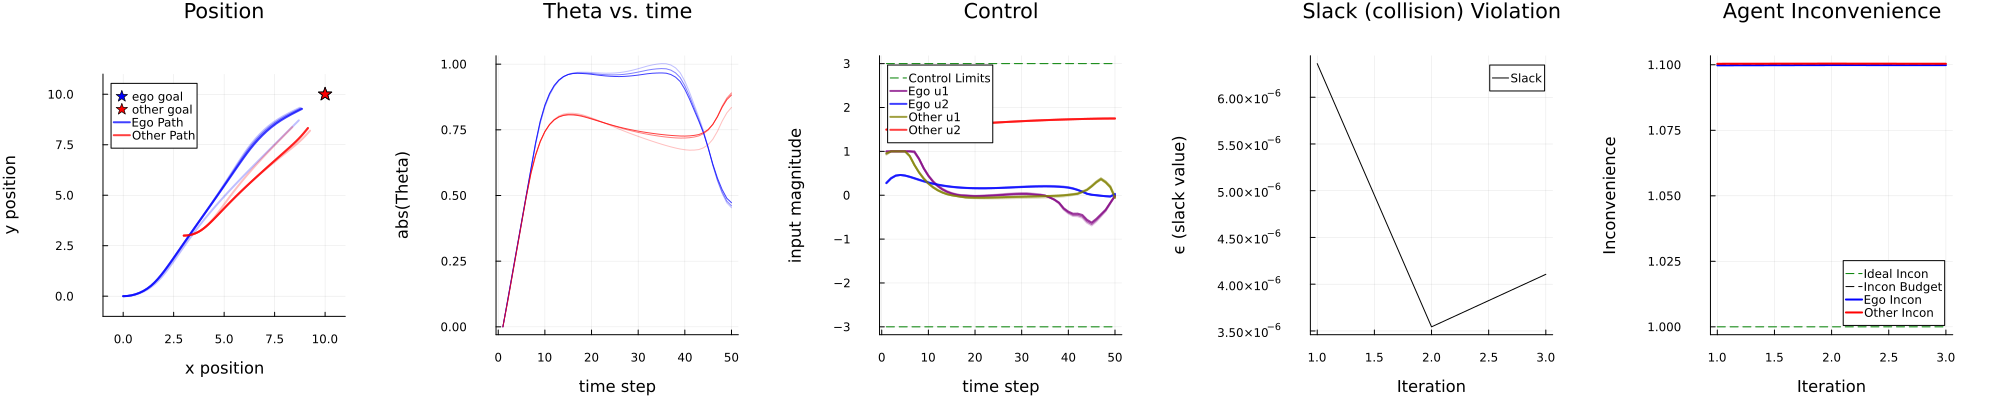 Position
ego goal
other goal
Ego Path
Other Path
10.0
7.5
5.0
2.5
0.0
0.0
2.5
5.0
7.5
10.0
y position
x position
Theta vs. time
1.00
0.75
0.50
0.25
0.00
0
10
20
30
40
50
abs(Theta)
time step
Control
Control Limits
Ego u1
Ego u2
Other u1
Other u2
3
2
1
0
−1
−2
−3
0
10
20
30
40
50
input magnitude
time step
Slack (collision) Violation
Slack
6.00×10⁻⁶
5.50×10⁻⁶
5.00×10⁻⁶
4.50×10⁻⁶
4.00×10⁻⁶
3.50×10⁻⁶
1.0
1.5
2.0
2.5
3.0
ϵ (slack value)
Iteration
Agent Inconvenience
1.100
1.075
1.050
1.025
1.000
Ideal Incon
Incon Budget
Ego Incon
Other Incon
1.0
1.5
2.0
2.5
3.0
Inconvenience
Iteration